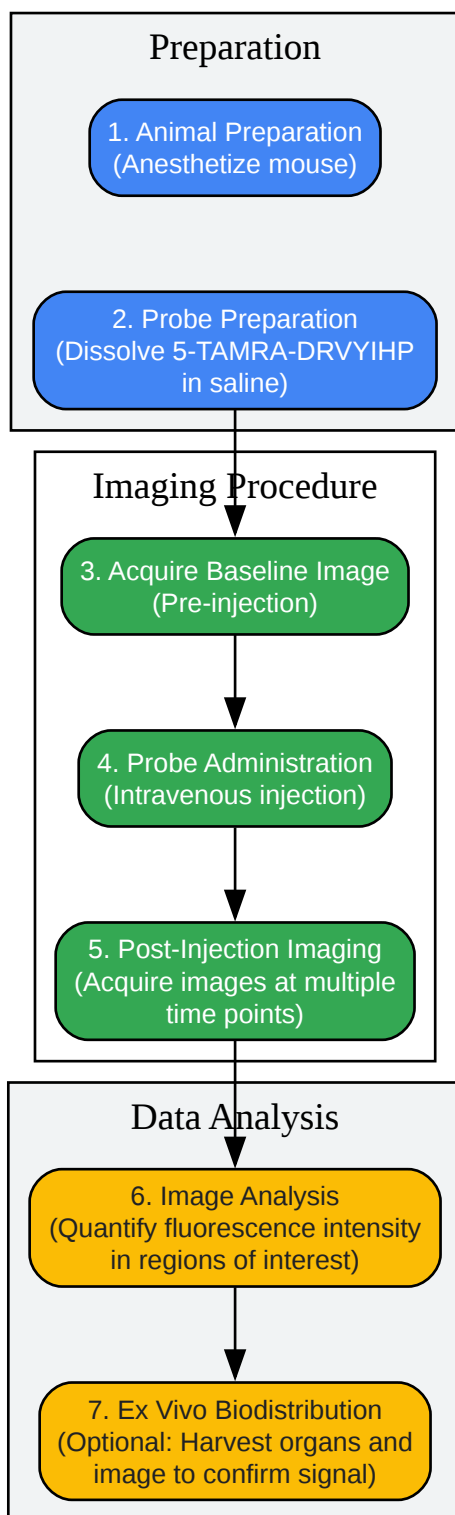 Preparation
1. Animal Preparation
(Anesthetize mouse)
2. Probe Preparation
(Dissolve 5-TAMRA-DRVYIHP
in saline)
Imaging Procedure
3. Acquire Baseline Image
(Pre-injection)
4. Probe Administration
(Intravenous injection)
5. Post-Injection Imaging
(Acquire images at multiple
time points)
Data Analysis
6. Image Analysis
(Quantify fluorescence intensity
in regions of interest)
7. Ex Vivo Biodistribution
(Optional: Harvest organs and
image to confirm signal)